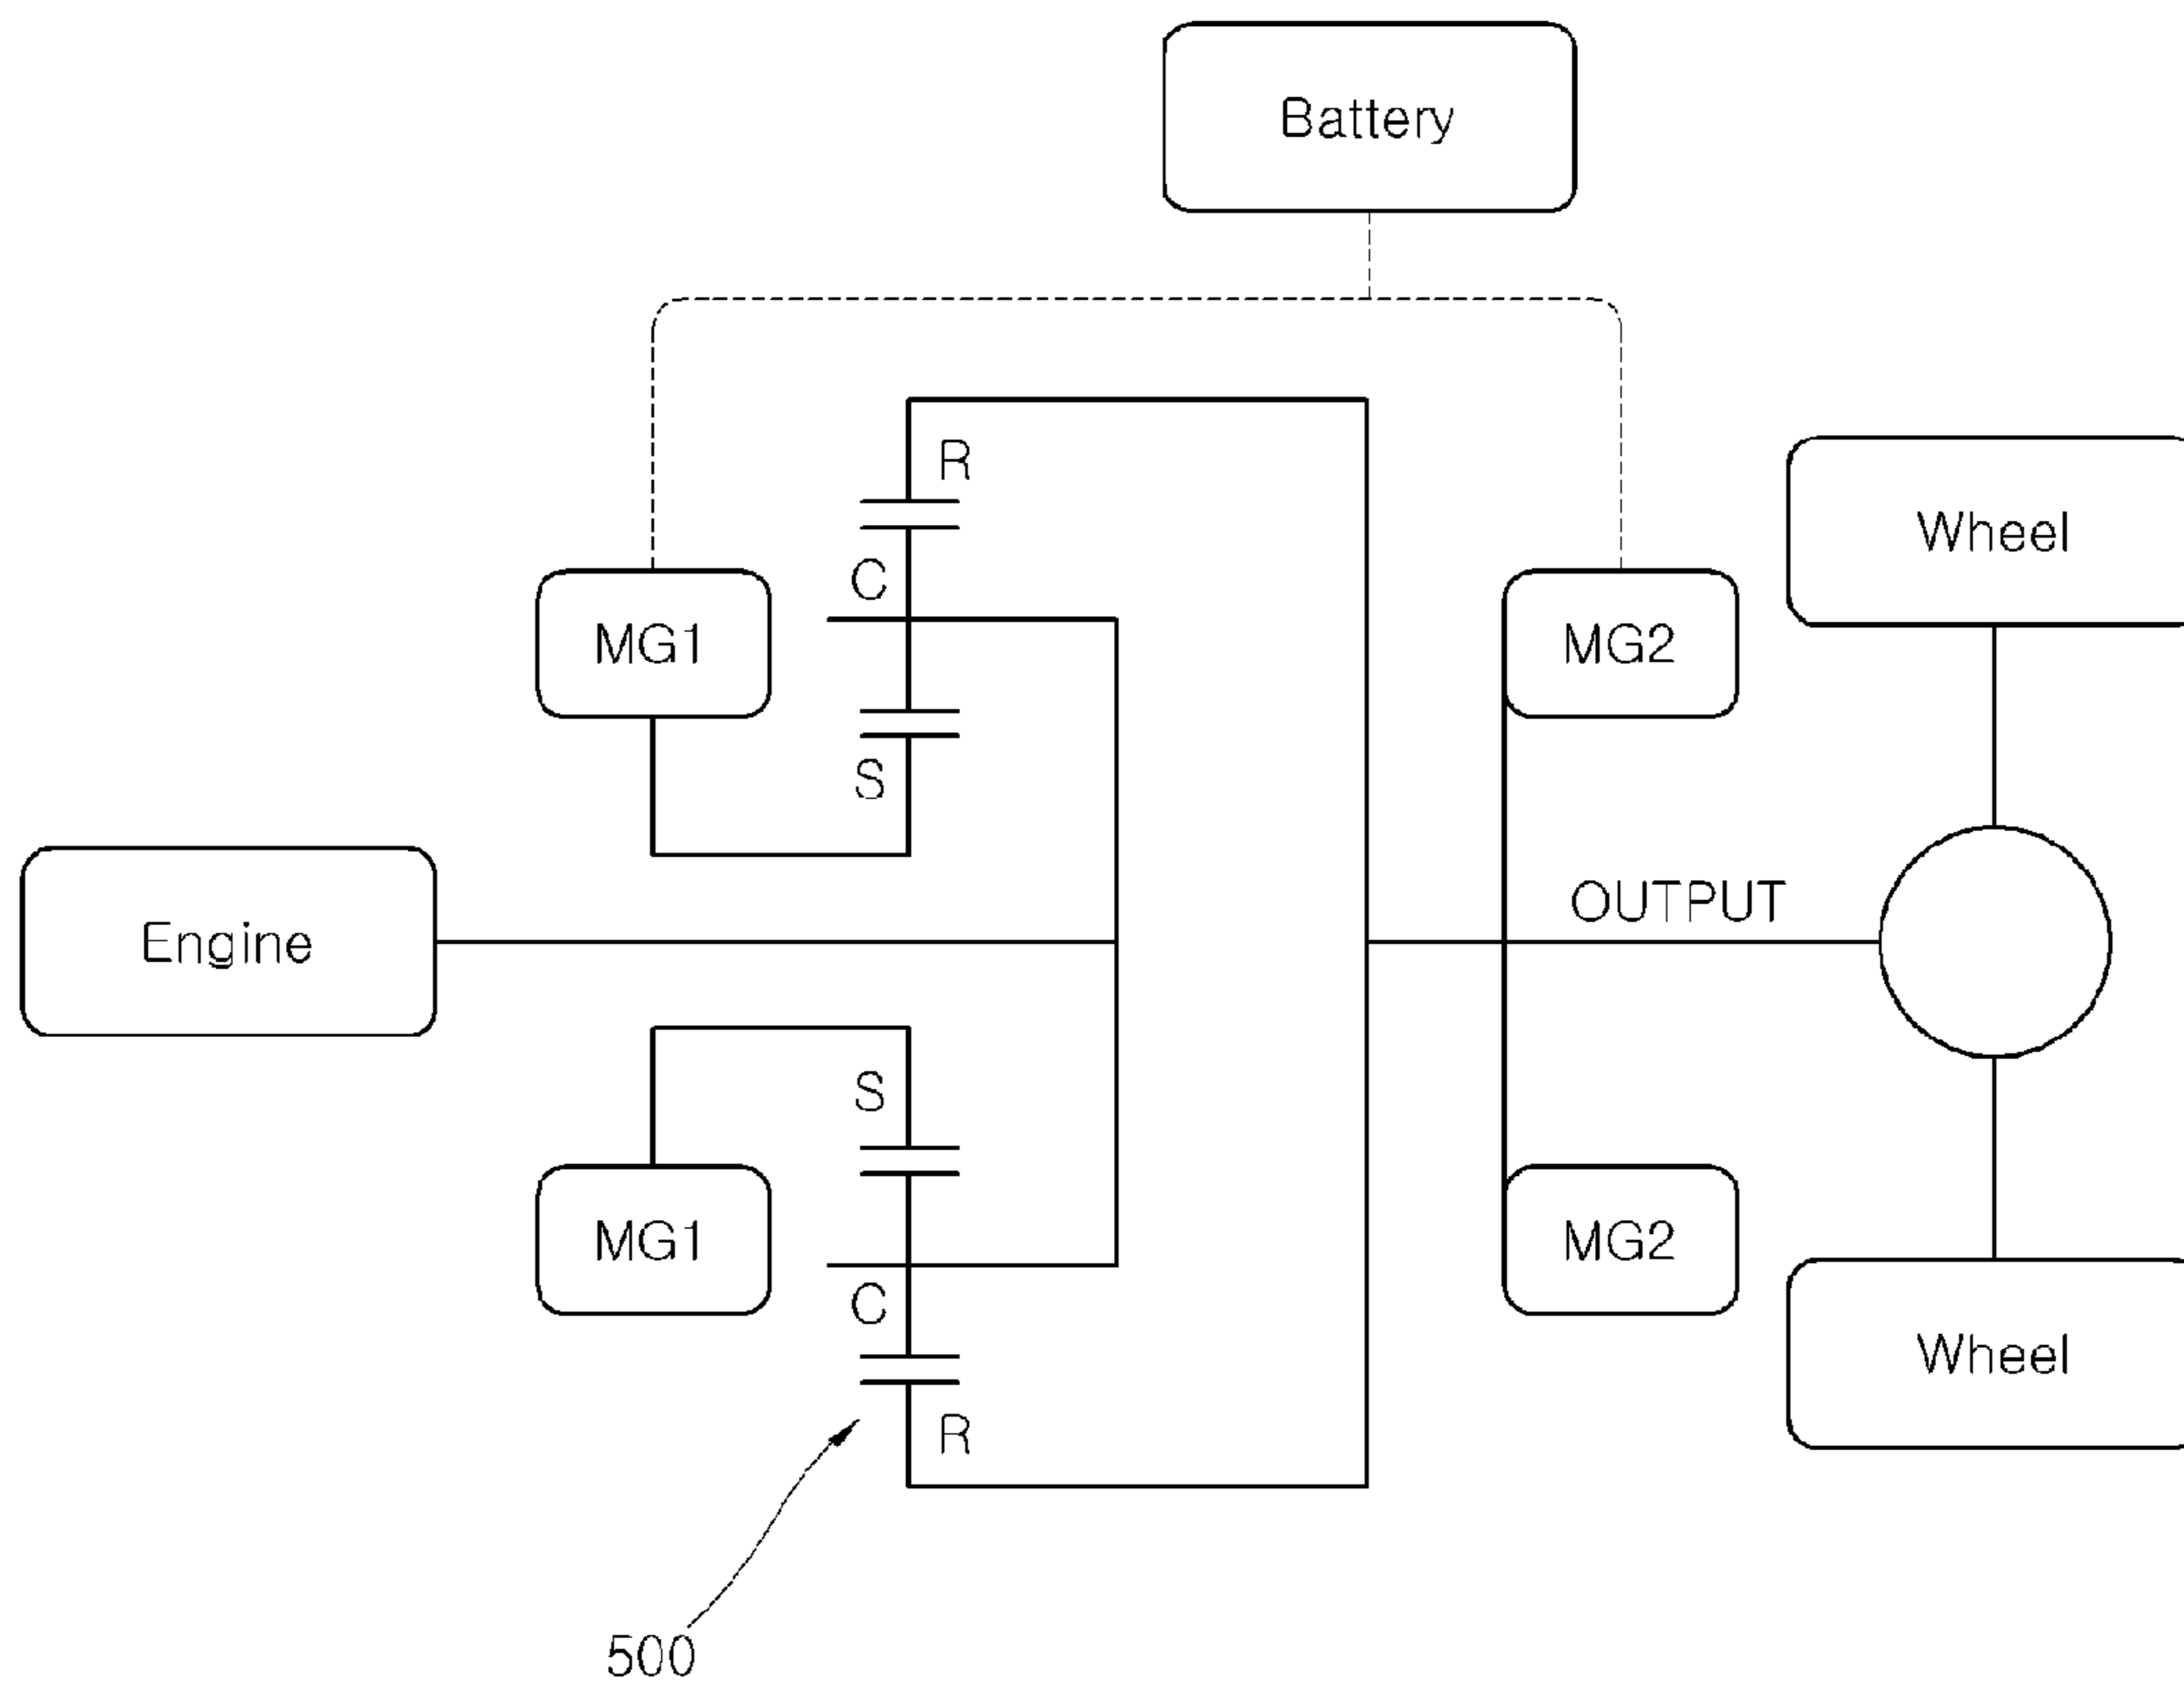 Battery
R
Wheel
C
MG1
MG2
S
OUTPUT
Engine
S
MG1
MG2
C
Wheel
R
500